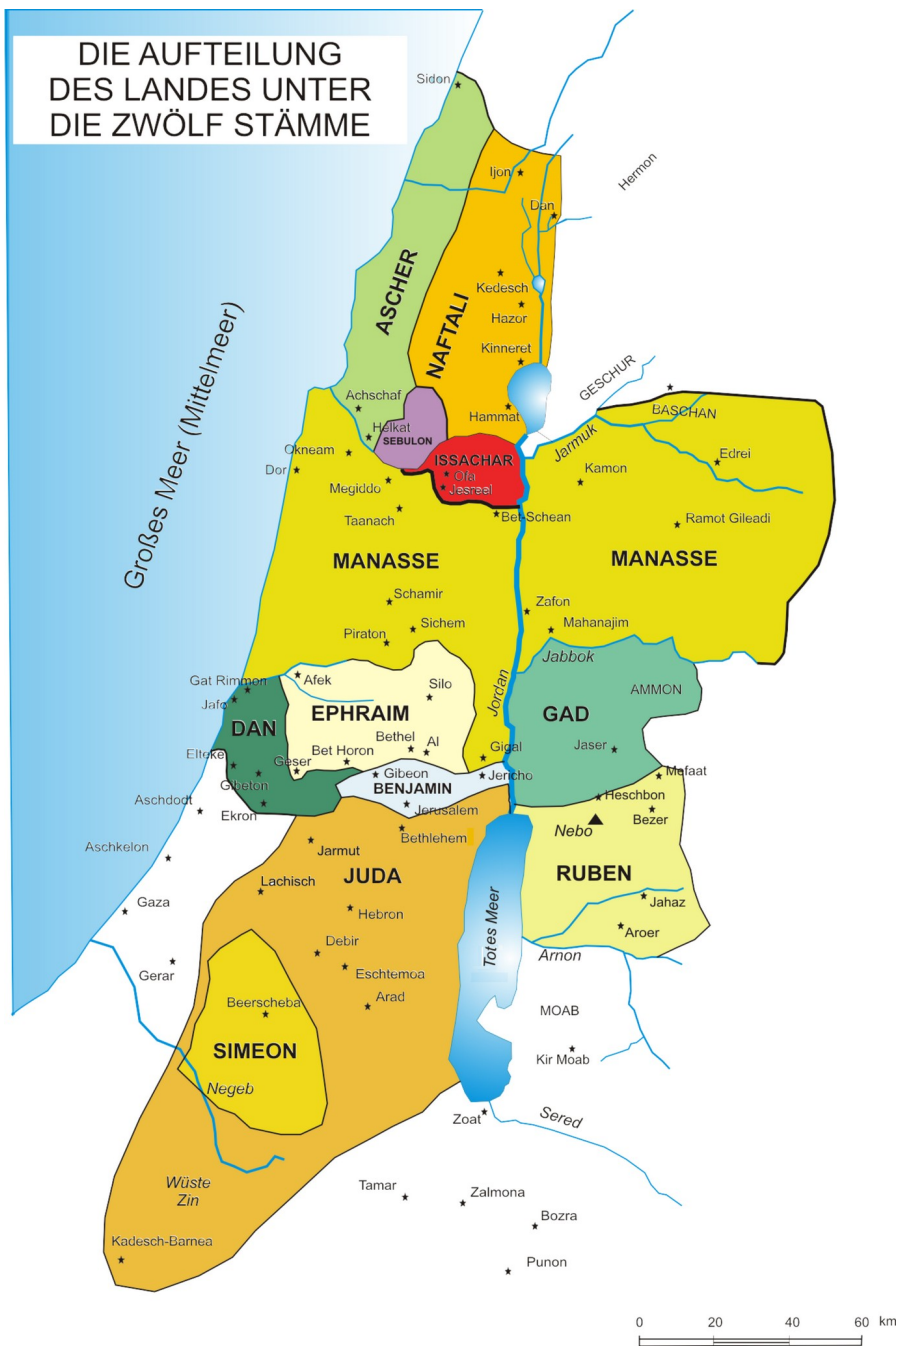 DIE AUFTEILUNG
DES LANDES UNTER
DIE ZWÖLF STÄMME
Sidon
Hermon
Ijon
Dan
ASCHER
Kedesch
NAFTALI
Hazor
Großes Meer (Mittelmeer)
Kinneret
GESCHUR
Achschaf
Hammat
BASCHAN
Helkat
SEBULON
Jarmuk
Okneam
ISSACHAR
Edrei
Dor
Ofa
Kamon
Megiddo
Jesreel
Taanach
Bet-Schean
Ramot Gileadi
MANASSE
MANASSE
Schamir
Zafon
Sichem
Mahanajim
Piraton
Jabbok
Gat Rimmon
Afek
Silo
Jordan
AMMON
Jafo
EPHRAIM
GAD
DAN
Bethel
Al
Gigal
Jaser
Elteke
Bet Horon
Geser
Gibeon
Jericho
Mefaat
Gibeton
BENJAMIN
Heschbon
Aschdodt
Jerusalem
Bezer
Ekron
Nebo
Bethlehem
Aschkelon
Jarmut
JUDA
RUBEN
Lachisch
Gaza
Hebron
Totes Meer
Jahaz
Debir
Aroer
Gerar
Eschtemoa
Arnon
Beerscheba
Arad
MOAB
SIMEON
Kir Moab
Negeb
Zoat
Sered
Wüste
Zin
Tamar
Zalmona
Bozra
Kadesch-Barnea
Punon
0 20 40 60 km